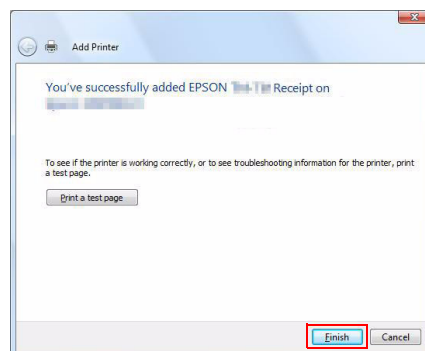 Add Printer
You've successfully added EPSON Receipt on
To see if the printer is working correctly, or to see troubleshooting information for the printer, print
a test page.
Print a test page
Finish Cancel